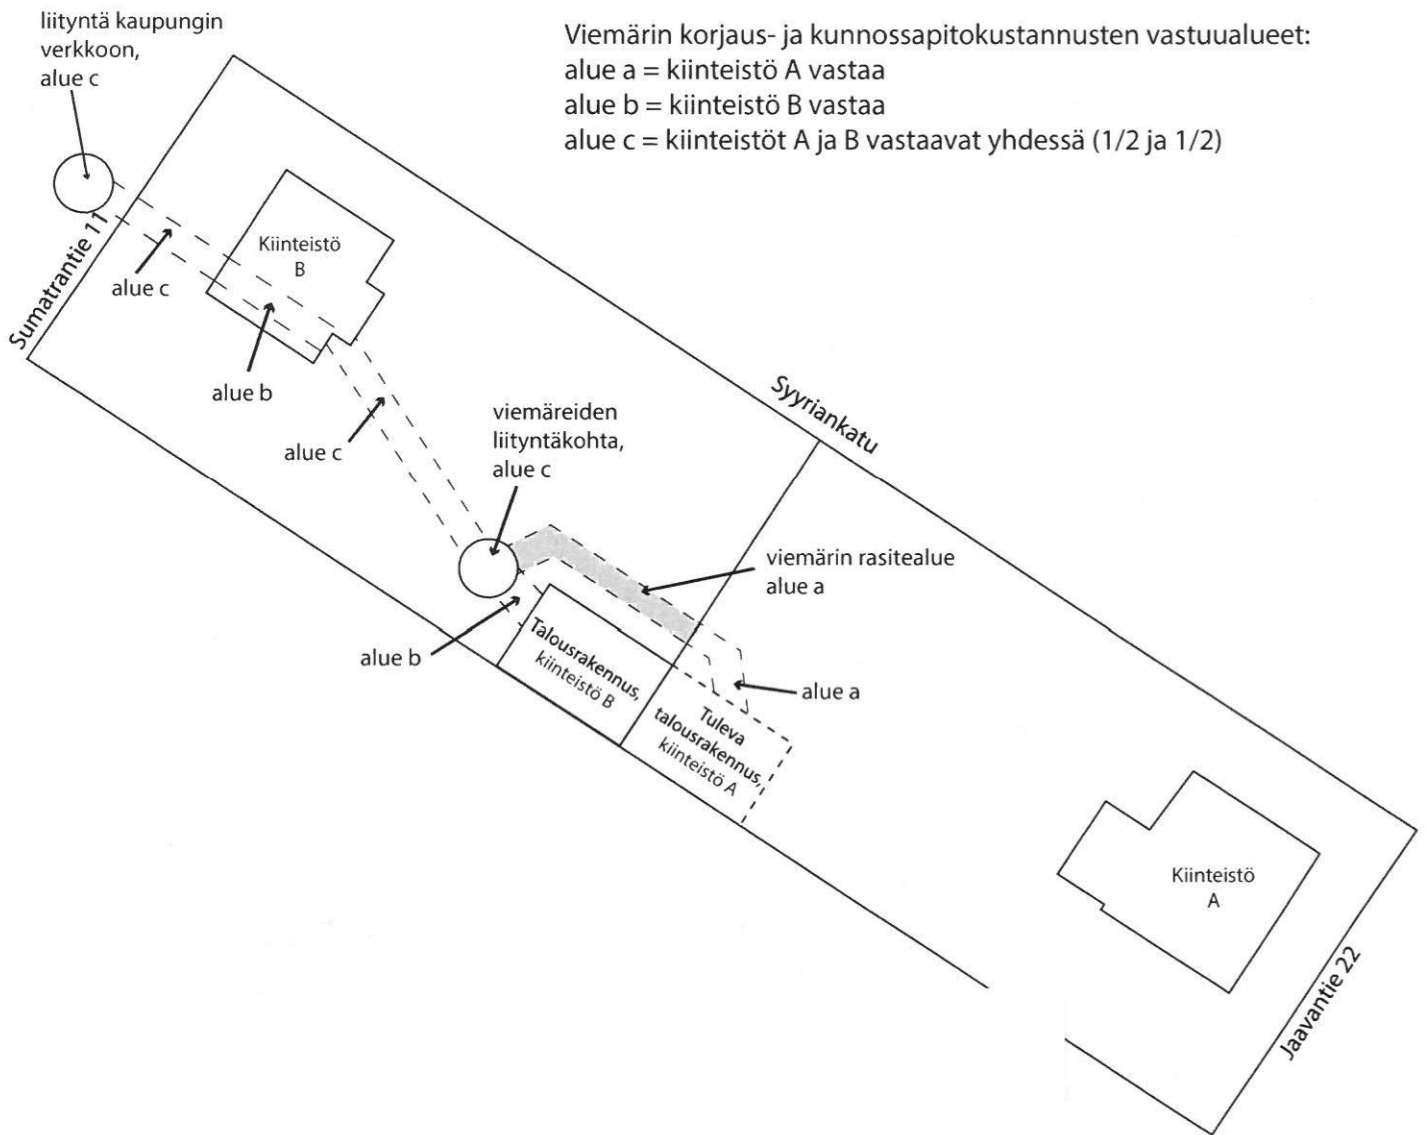 liityntä kaupungin
verkkoon,
alue c
Viemärin korjaus- ja kunnossapitokustannusten vastuualueet:
alue a = kiinteistö A vastaa
alue b = kiinteistö B vastaa
alue c = kiinteistöt A ja B vastaavat yhdessä (1/2 ja 1/2)
Sumatrantie 11
alue c
Kiinteistö
B
alue b
alue c
viemäreiden
liityntäkohta,
alue c
Syyriankatu
viemärin rasitealue
alue a
alue b
Talousrakennus,
kiinteistö B
alue a
Tuleva
talousrakennus,
kiinteistö A
Kiinteistö
A
Jaavantie 22